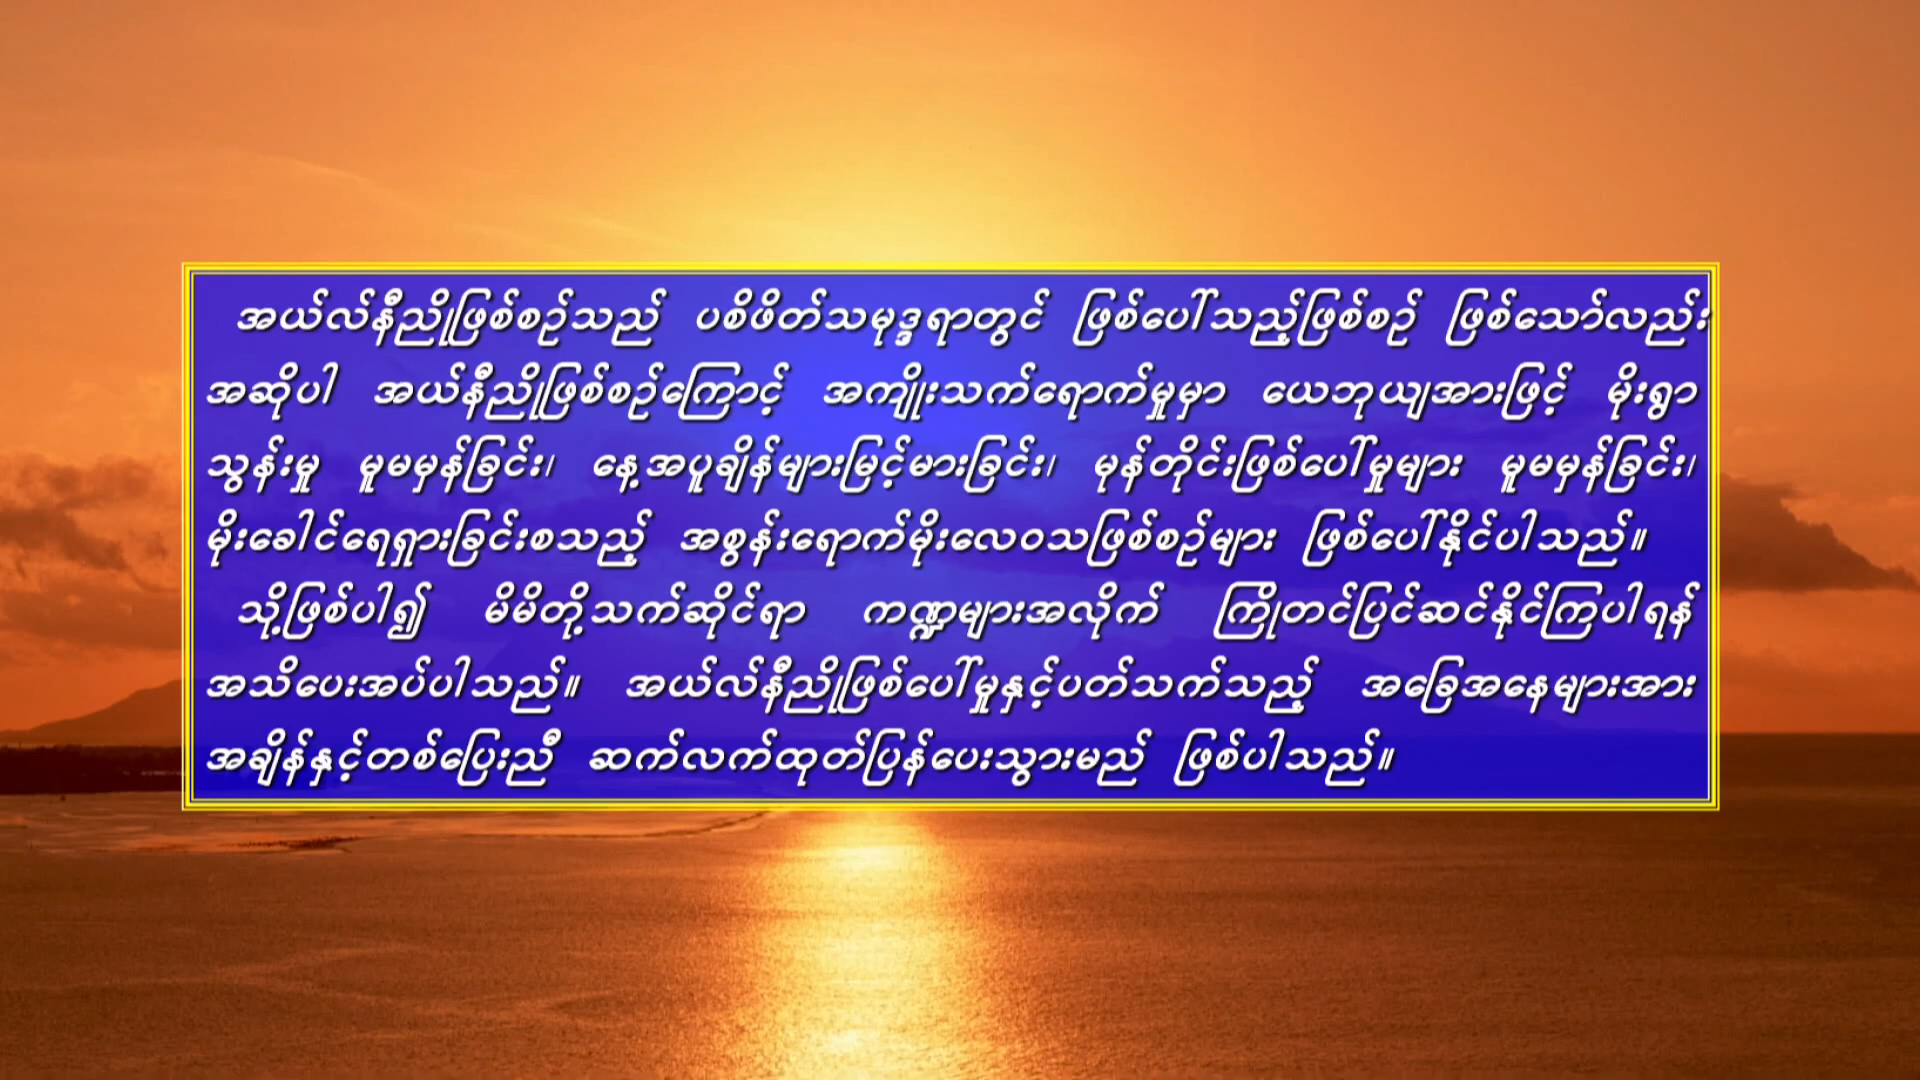 အယ်လ်နီညိုဖြစ်စဉ်သည် ပစိဖိတ်သမုဒ္ဒရာတွင် ဖြစ်ပေါ်သည့်ဖြစ်စဉ် ဖြစ်သော်လည်း
အဆိုပါ အယ်နီညိုဖြစ်စဉ်ကြောင့် အကျိုးသက်ရောက်မှုမှာ ယေဘုယျအားဖြင့် မိုးရွာ
သွန်းမှု မူမမှန်ခြင်း၊ နေ့အပူချိန်များမြင့်မားခြင်း၊ မုန်တိုင်းဖြစ်ပေါ်မှုများ မူမမှန်ခြင်း၊
မိုးခေါင်ရေရှားခြင်းစသည့် အစွန်းရောက်မိုးလေဝသဖြစ်စဉ်များ ဖြစ်ပေါ်နိုင်ပါသည်။
သို့ဖြစ်ပါ၍ မိမိတို့သက်ဆိုင်ရာ ကဏ္ဍများအလိုက် ကြိုတင်ပြင်ဆင်နိုင်ကြပါရန်
အသိပေးအပ်ပါသည်။ အယ်လ်နီညိုဖြစ်ပေါ်မှုနှင့်ပတ်သက်သည့် အခြေအနေများအား
အချိန်နှင့်တစ်ပြေးညီ ဆက်လက်ထုတ်ပြန်ပေးသွားမည် ဖြစ်ပါသည်။